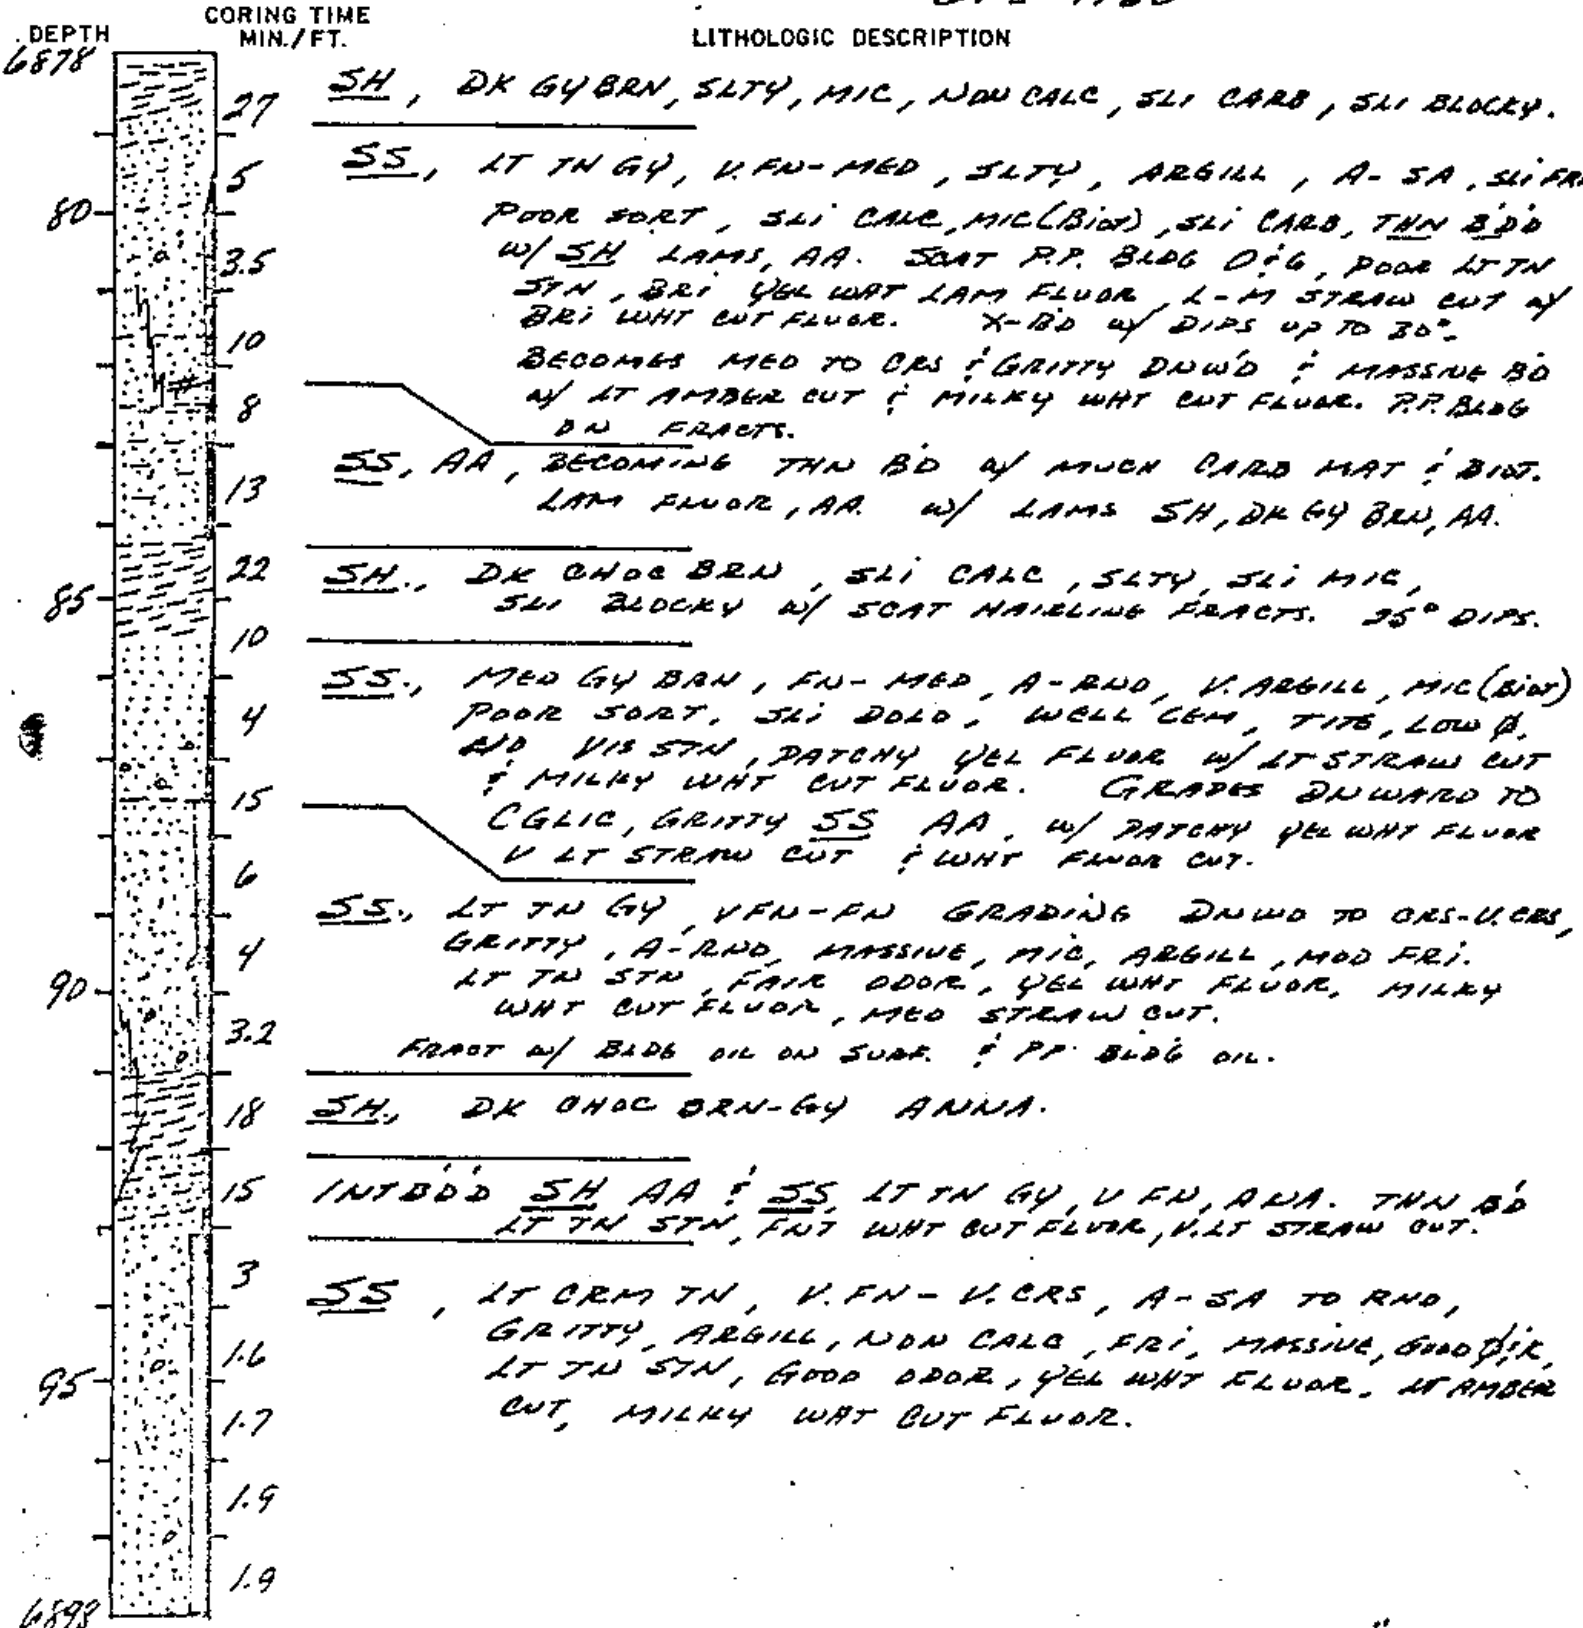 CORING TIME
DEPTH MIN./FT. LITHOLOGIC DESCRIPTION
6878
27 SH, DK GY BRN, SLTY, MIC, NON CALC, SLI CARB, SLI BLOCKY.
5 SS, LT TN GY, V.FN-MED, SLTY, ARGILL, A-SA, SLI FRI
80 POOR SORT, SLI CALC, MIC(BIOT), SLI CARB, THN BD'D
3.5 W/ SH LAMS, AA. SCAT P.P. BLDG O&G, POOR LT TN
STN, BRI YEL WHT LAM FLUOR, L-M STRAW CUT W/
10 BRI WHT CUT FLUOR. X-BD W/ DIPS UP TO 30°.
BECOMES MED TO CRS & GRITTY DNW'D & MASSIVE BD
8 W/ LT AMBER CUT & MILKY WHT CUT FLUOR. P.P. BLDG
ON FRACTS.
13 SS, AA, BECOMING THN BD W/ MUCH CARB MAT & BIOT.
LAM FLUOR, AA. W/ LAMS SH, DK GY BRN, AA.
22 SH., DK CHOC BRN, SLI CALC, SLTY, SLI MIC,
85 SLI BLOCKY W/ SCAT HAIRLINE FRACTS. 25° DIPS.
10
SS., MED GY BRN, FN-MED, A-RND, V.ARGILL, MIC(BIOT)
4 POOR SORT, SLI DOLO, WELL CEM, TITE, LOW Ø.
NO VIS STN, PATCHY YEL FLUOR W/ LT STRAW CUT
15 & MILKY WHT CUT FLUOR. GRADES DNWARD TO
CGLIC, GRITTY SS AA, W/ PATCHY YEL WHT FLUOR
6 V LT STRAW CUT & WHT FLUOR CUT.
SS., LT TN GY, VFN-FN GRADING DNWD TO CRS-V.CRS,
4 GRITTY, A-RND, MASSIVE, MIC, ARGILL, MOD FRI.
90 LT TN STN, FAIR ODOR, YEL WHT FLUOR, MILKY
WHT CUT FLUOR, MED STRAW CUT.
3.2 FRACT W/ BLDG OIL ON SURF. & PP BLD'G OIL.
18 SH., DK CHOC BRN-GY ANNA.
15 INTBD'D SH AA & SS, LT TN GY, V FN, ANA. THN BD
LT TN STN, FNT WHT CUT FLUOR, V.LT STRAW CUT.
3 SS, LT CRM TN, V.FN-V.CRS, A-SA TO RND,
1.6 GRITTY, ARGILL, NON CALC, FRI, MASSIVE, GOOD Ø&K,
95 LT TN STN, GOOD ODOR, YEL WHT FLUOR, LT AMBER
1.7 CUT, MILKY WHT CUT FLUOR.
1.9
1.9
6898